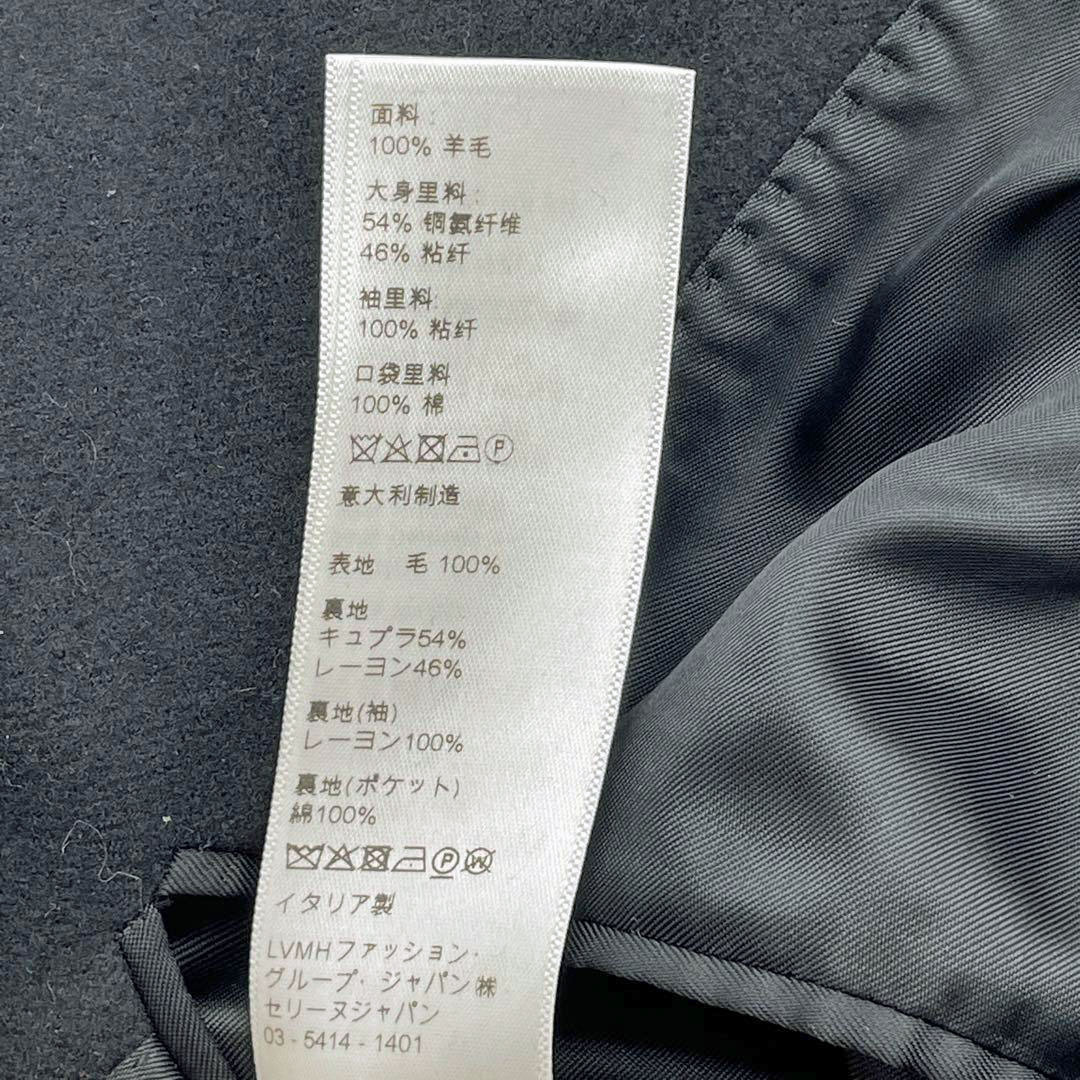 面料:
100% 羊毛
大身里料:
54% 铜氨纤维
46% 粘纤
袖里料:
100% 粘纤
口袋里料
100% 棉
P
意大利制造
表地 毛 100%
裏地
キュプラ54%
レーヨン46%
裏地(袖)
レーヨン100%
裏地(ポケット)
綿100%
P W
イタリア製
LVMHファッション・
グループ・ジャパン㈱
セリーヌジャパン
03 - 5414 - 1401